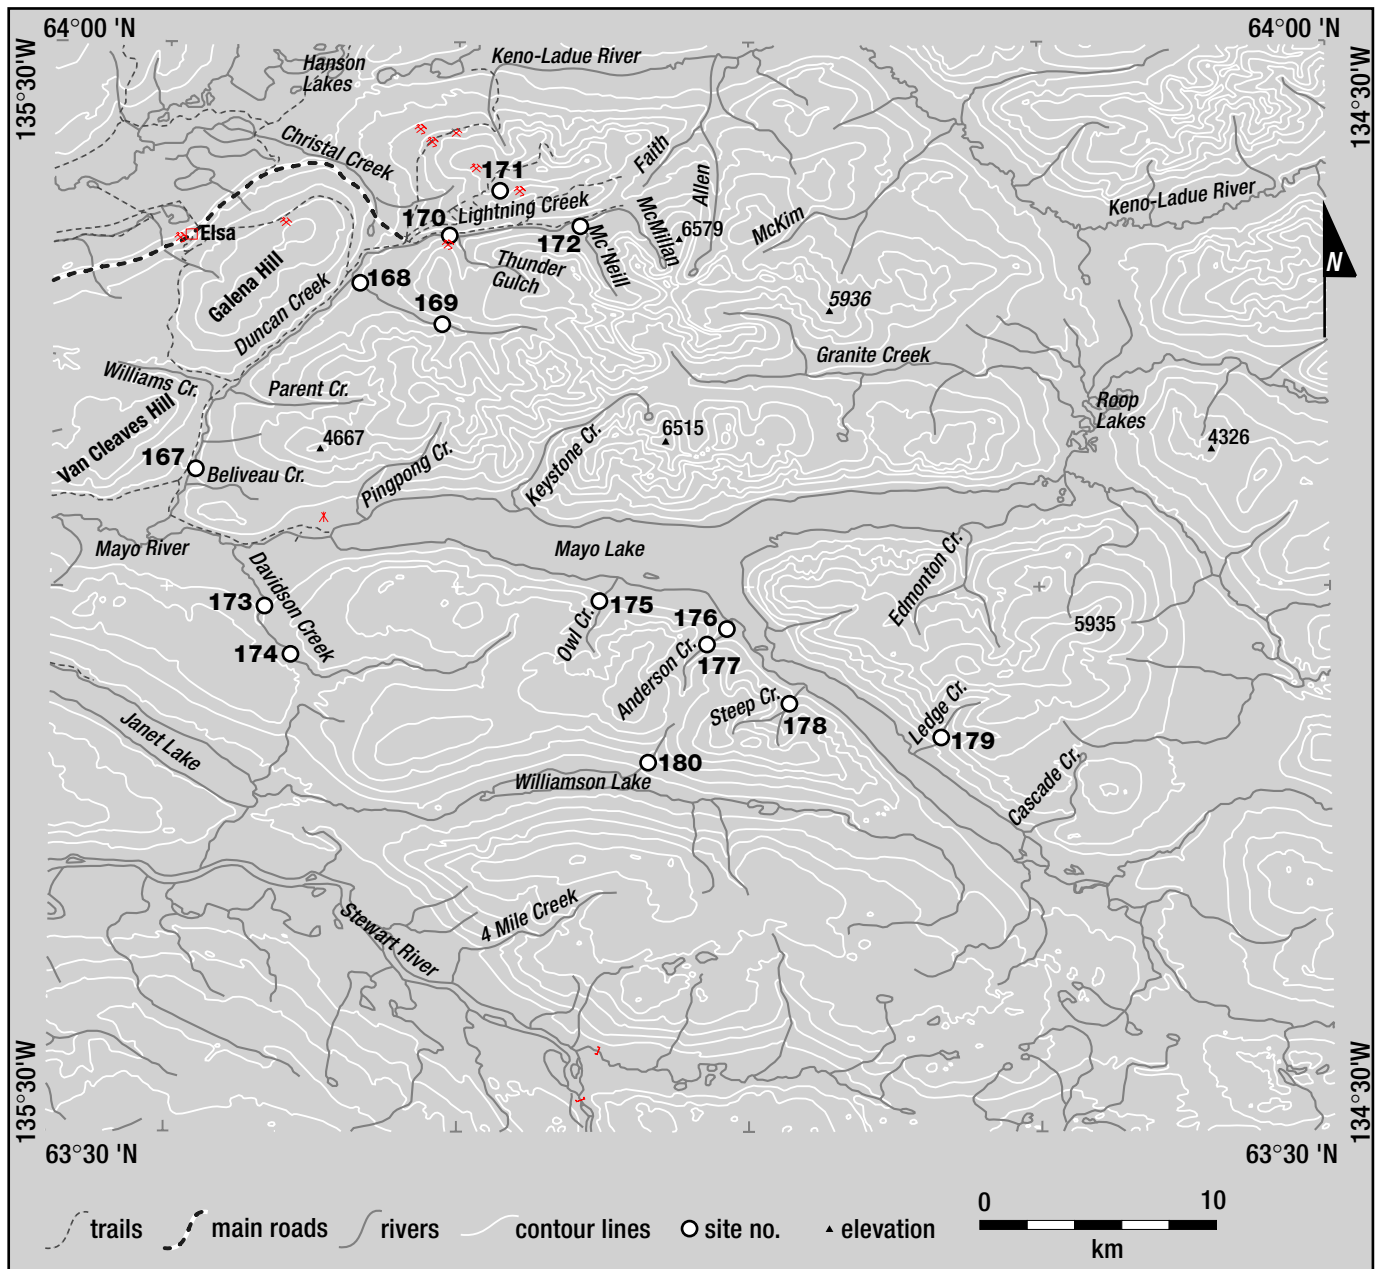 64°00 'N
64°00 'N
135°30'W
134°30'W
Hanson
Lakes
Keno-Ladue River
Christal Creek
Faith
Allen
171
Lightning Creek
170
172
Mc'Neill
McMillan
6579
McKim
Keno-Ladue River
N
Elsa
Galena Hill
Thunder
Gulch
168
169
Duncan Creek
5936
Granite Creek
Williams Cr.
Parent Cr.
Van Cleaves Hill
4667
Pingpong Cr.
Keystone Cr.
6515
Roop
Lakes
4326
167
Beliveau Cr.
Mayo River
Mayo Lake
Davidson Creek
Edmonton Cr.
173
174
175
Owl Cr.
176
177
Anderson Cr.
5935
Steep Cr.
178
Ledge Cr.
179
Janet Lake
180
Williamson Lake
Cascade Cr.
4 Mile Creek
Stewart River
135°30'W
134°30'W
63°30 'N
63°30 'N
trails
main roads
rivers
contour lines
site no.
elevation
0 10
km